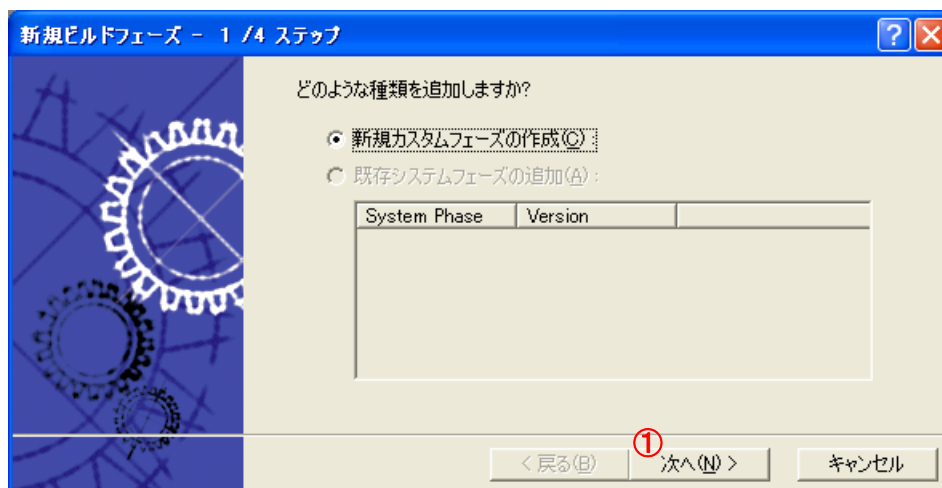 新規ビルドフェーズ - 1 /4 ステップ
どのような種類を追加しますか?
新規カスタムフェーズの作成(C) :
既存システムフェーズの追加(A) :
System Phase Version
①
< 戻る(B) 次へ(N) > キャンセル